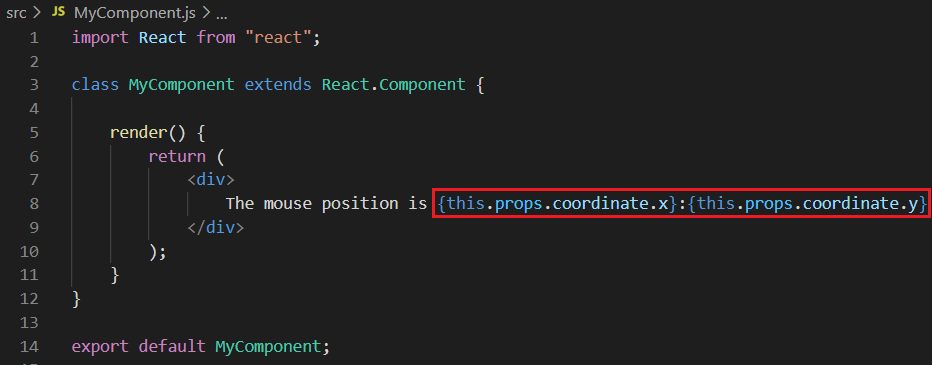 src > JS MyComponent.js > ...
1 import React from "react";
2
3 class MyComponent extends React.Component {
4
5     render() {
6         return (
7             <div>
8                 The mouse position is {this.props.coordinate.x}:{this.props.coordinate.y}
9             </div>
10         );
11     }
12 }
13
14 export default MyComponent;